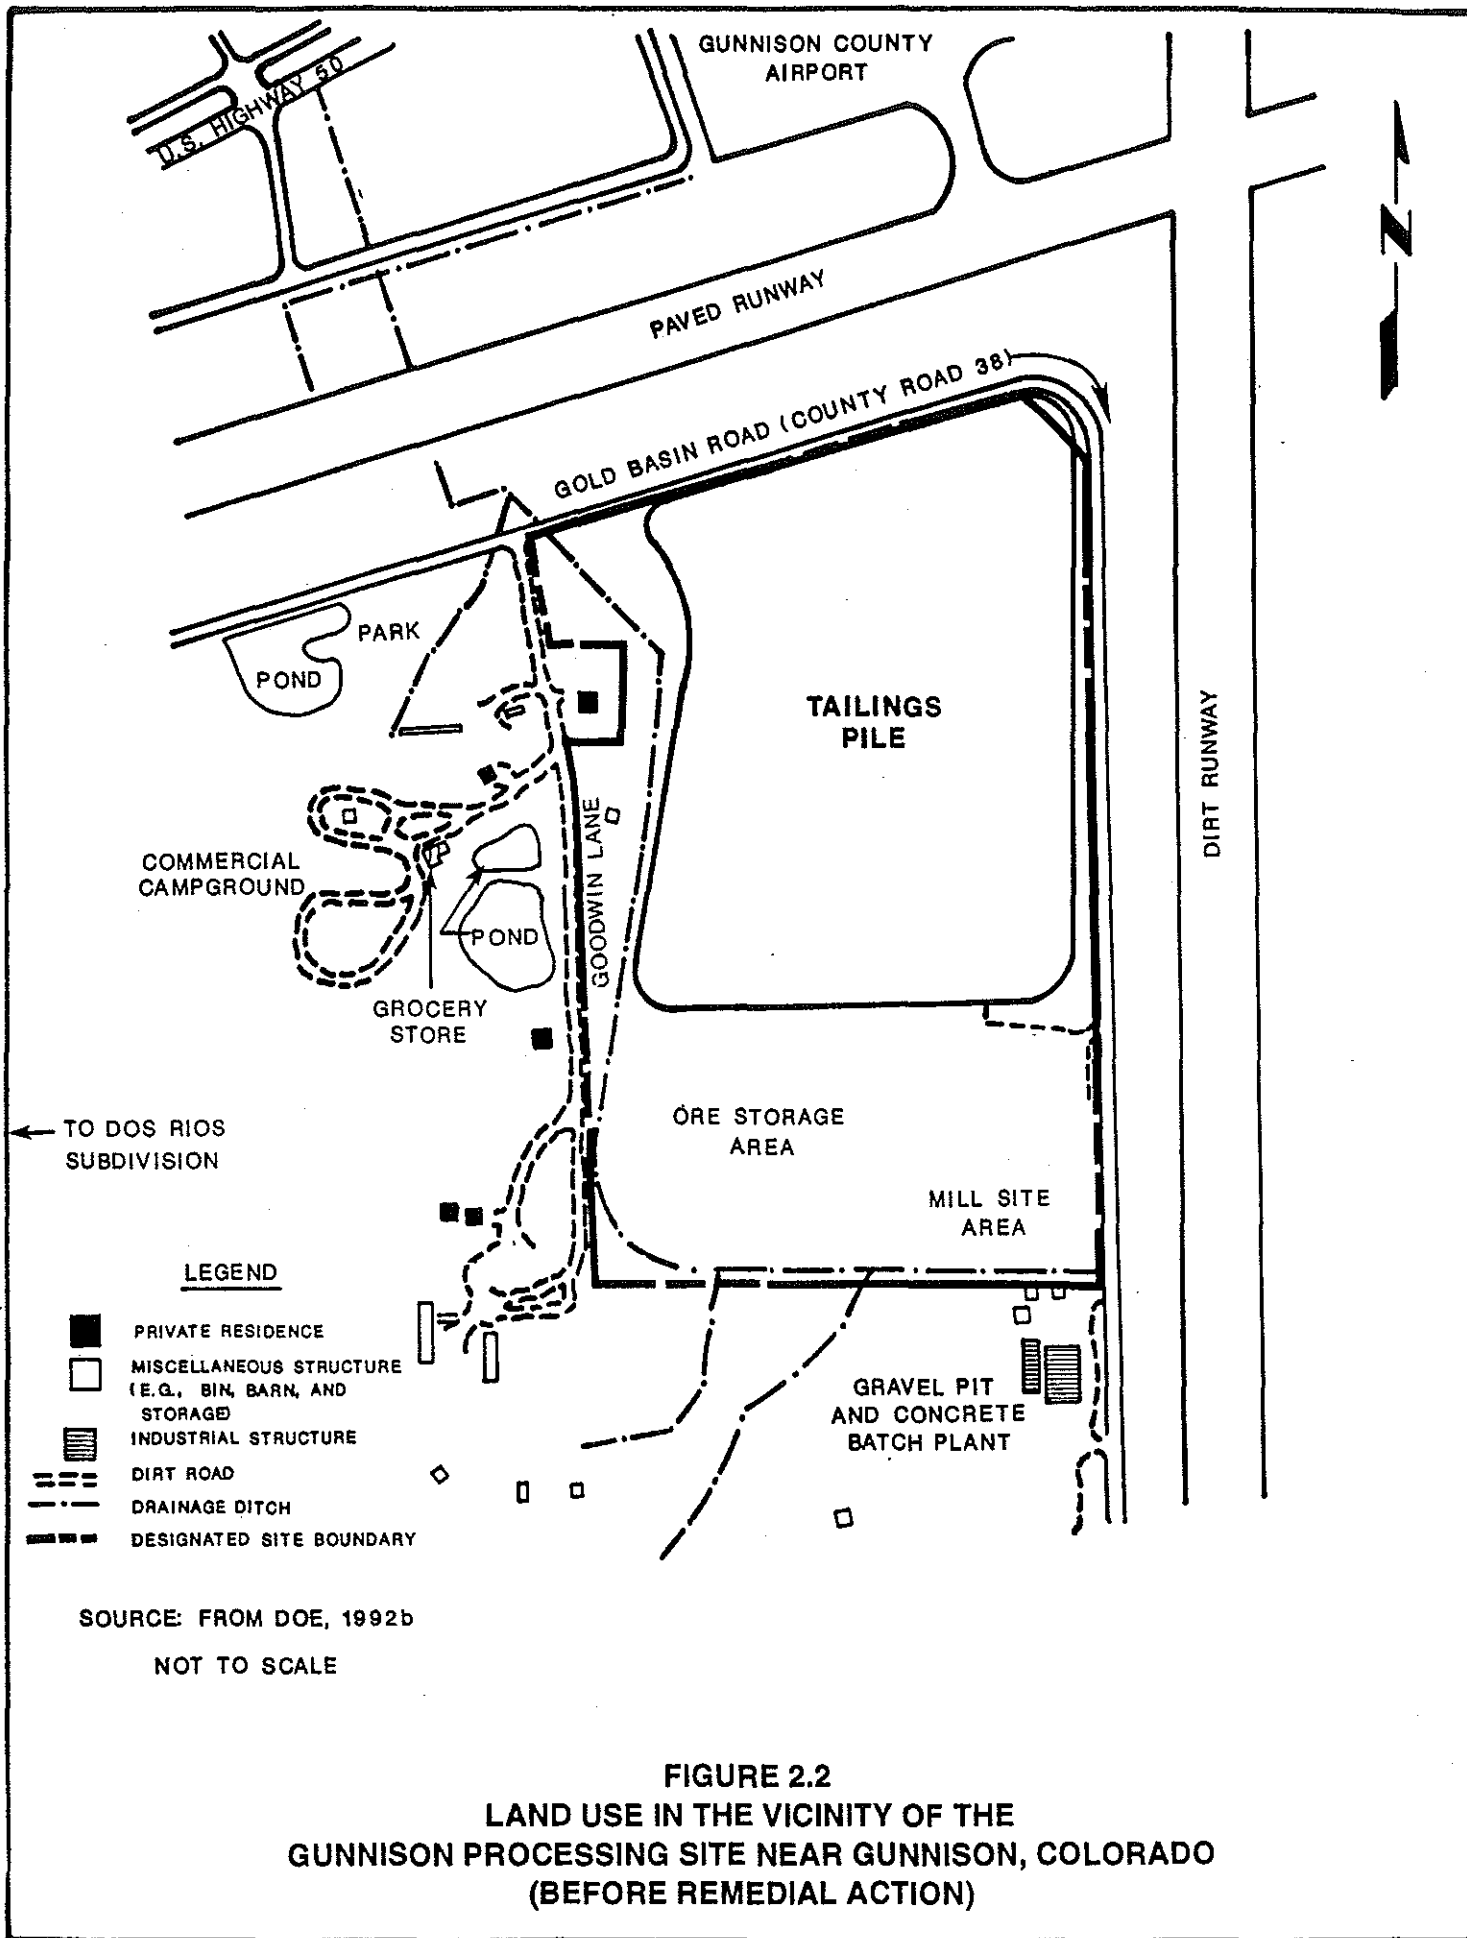 GUNNISON COUNTY
AIRPORT
U.S. HIGHWAY 50
N
PAVED RUNWAY
GOLD BASIN ROAD (COUNTY ROAD 38)
PARK
POND
TAILINGS
PILE
DIRT RUNWAY
GOODWIN LANE
COMMERCIAL
CAMPGROUND
POND
GROCERY
STORE
TO DOS RIOS
SUBDIVISION
ORE STORAGE
AREA
MILL SITE
AREA
LEGEND
PRIVATE RESIDENCE
MISCELLANEOUS STRUCTURE
(E.G., BIN, BARN, AND
STORAGE)
INDUSTRIAL STRUCTURE
DIRT ROAD
DRAINAGE DITCH
DESIGNATED SITE BOUNDARY
GRAVEL PIT
AND CONCRETE
BATCH PLANT
SOURCE: FROM DOE, 1992b
NOT TO SCALE
FIGURE 2.2
LAND USE IN THE VICINITY OF THE
GUNNISON PROCESSING SITE NEAR GUNNISON, COLORADO
(BEFORE REMEDIAL ACTION)